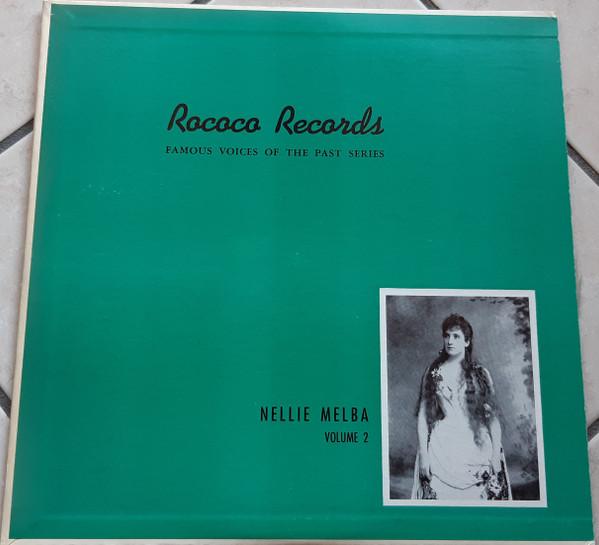 Rococo Records
FAMOUS VOICES OF THE PAST SERIES
NELLIE MELBA
VOLUME 2